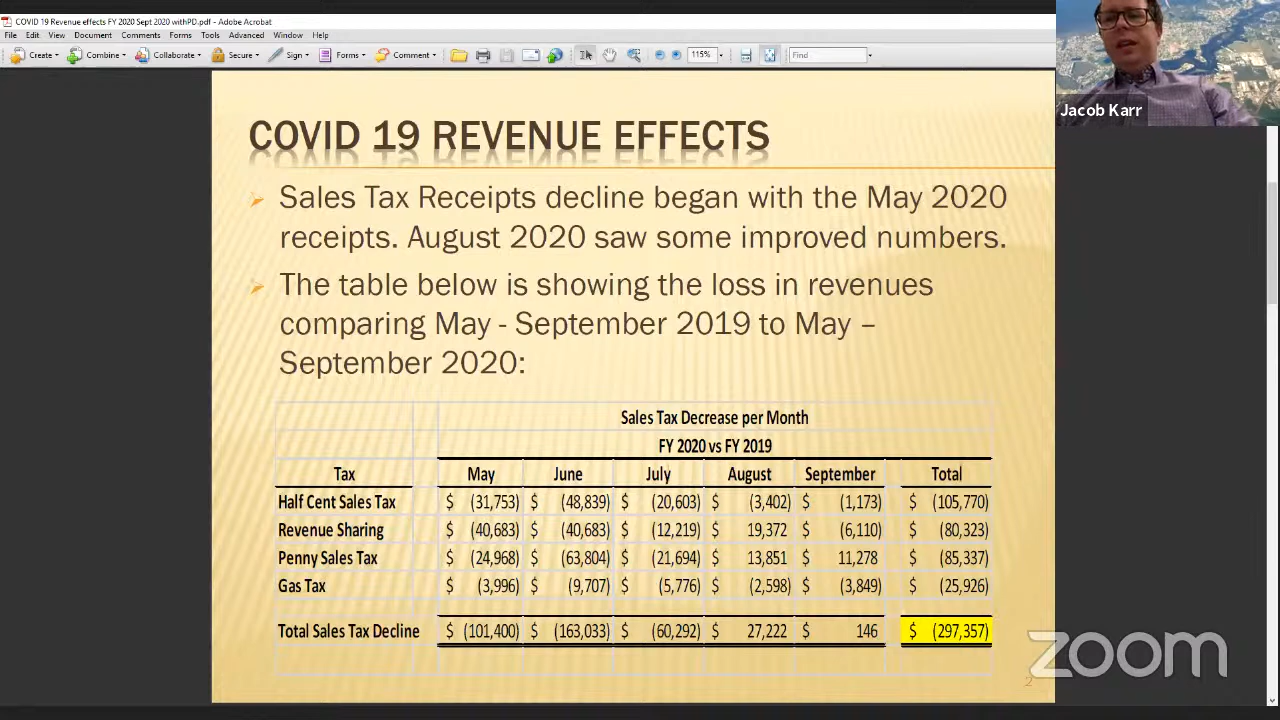 COVID 19 Revenue effects FY 2020 Sept 2020 withPD.pdf - Adobe Acrobat
File Edit View Document Comments Forms Tools Advanced Window Help
Create Combine Collaborate Secure Sign Forms Comment 115% Find
Jacob Karr
COVID 19 REVENUE EFFECTS
Sales Tax Receipts decline began with the May 2020
receipts. August 2020 saw some improved numbers.
The table below is showing the loss in revenues
comparing May - September 2019 to May –
September 2020:
Sales Tax Decrease per Month
FY 2020 vs FY 2019
Tax May June July August September Total
Half Cent Sales Tax $ (31,753) $ (48,839) $ (20,603) $ (3,402) $ (1,173) $ (105,770)
Revenue Sharing $ (40,683) $ (40,683) $ (12,219) $ 19,372 $ (6,110) $ (80,323)
Penny Sales Tax $ (24,968) $ (63,804) $ (21,694) $ 13,851 $ 11,278 $ (85,337)
Gas Tax $ (3,996) $ (9,707) $ (5,776) $ (2,598) $ (3,849) $ (25,926)
Total Sales Tax Decline $ (101,400) $ (163,033) $ (60,292) $ 27,222 $ 146 $ (297,357)
zoom
2